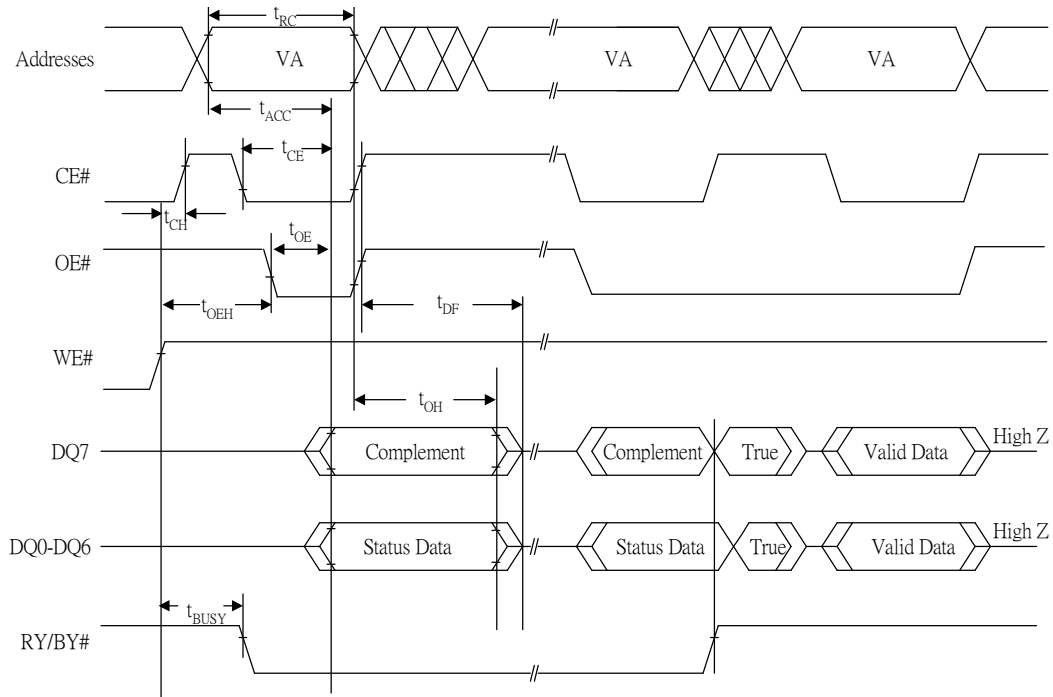 tRC
Addresses VA VA VA
tACC
tCE
CE#
tCH
tOE
OE#
tOEH tDF
WE#
tOH
DQ7 Complement Complement True Valid Data High Z
DQ0-DQ6 Status Data Status Data True Valid Data High Z
tBUSY
RY/BY#